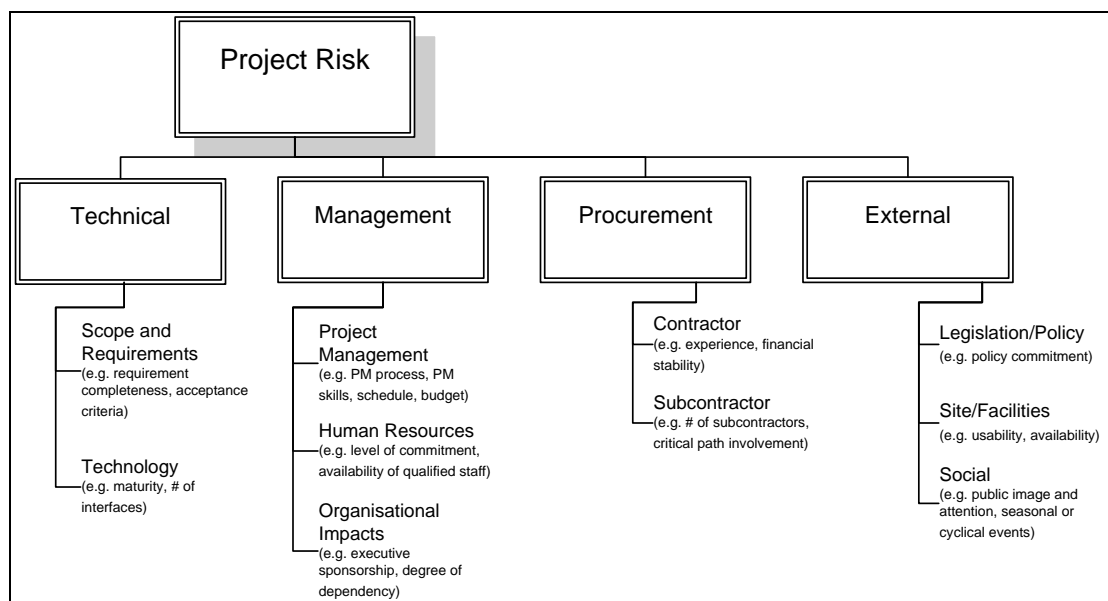 Project Risk
Technical
Management
Procurement
External
Scope and
Requirements
(e.g. requirement
completeness, acceptance
criteria)
Technology
(e.g. maturity, # of
interfaces)
Project
Management
(e.g. PM process, PM
skills, schedule, budget)
Human Resources
(e.g. level of commitment,
availability of qualified staff)
Organisational
Impacts
(e.g. executive
sponsorship, degree of
dependency)
Contractor
(e.g. experience, financial
stability)
Subcontractor
(e.g. # of subcontractors,
critical path involvement)
Legislation/Policy
(e.g. policy commitment)
Site/Facilities
(e.g. usability, availability)
Social
(e.g. public image and
attention, seasonal or
cyclical events)